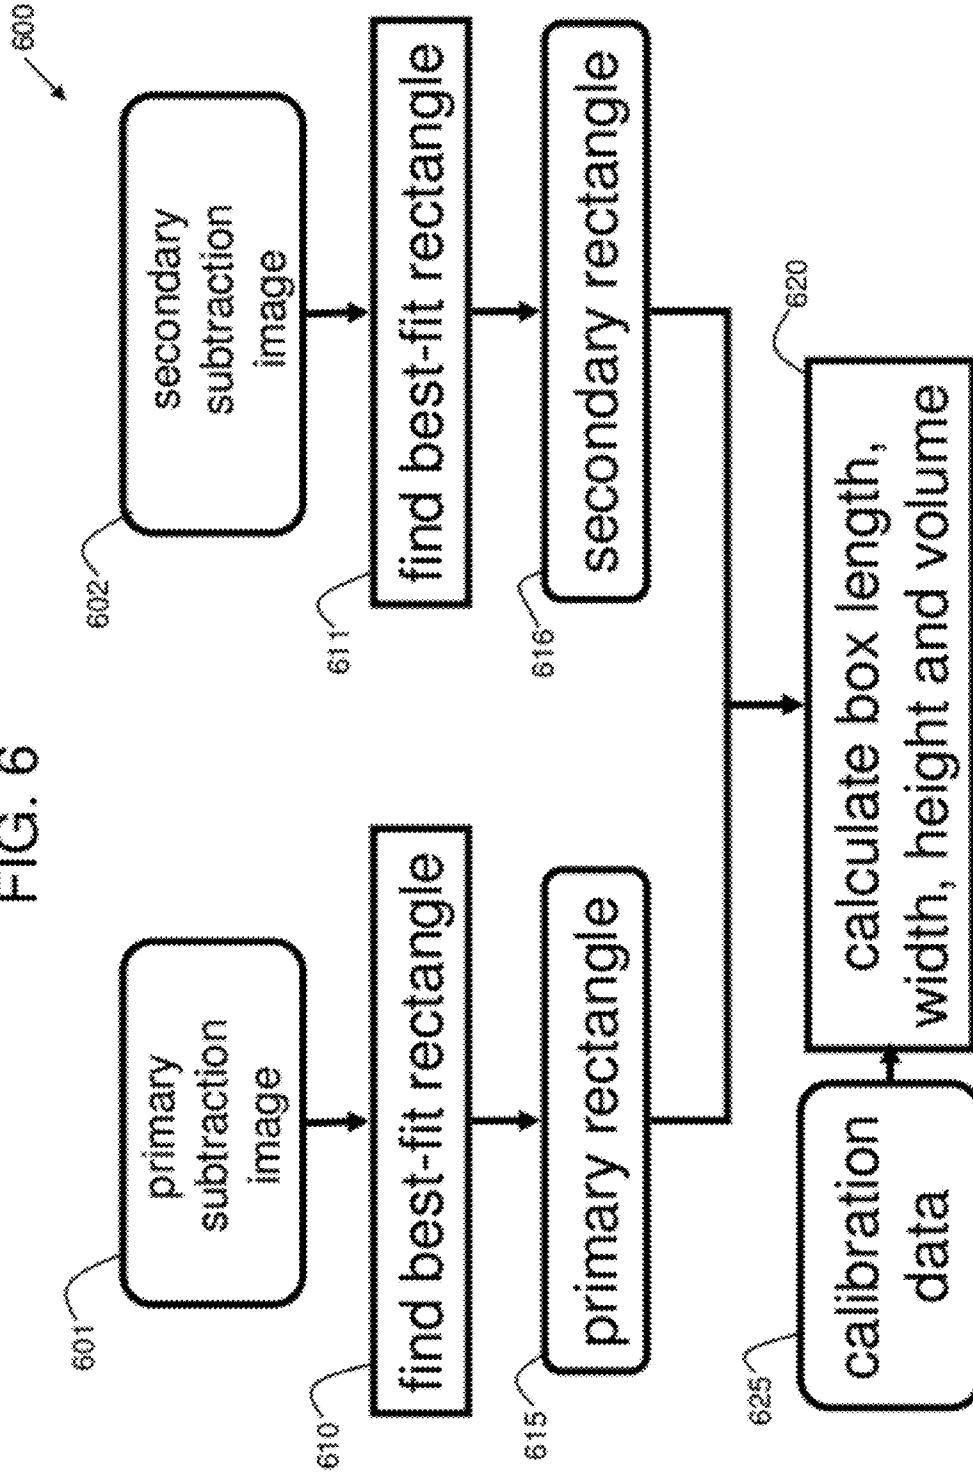 FIG. 6
600
601
primary
subtraction
image
602
secondary
subtraction
image
610
find best-fit rectangle
611
find best-fit rectangle
615
primary rectangle
616
secondary rectangle
625
calibration
data
620
calculate box length,
width, height and volume